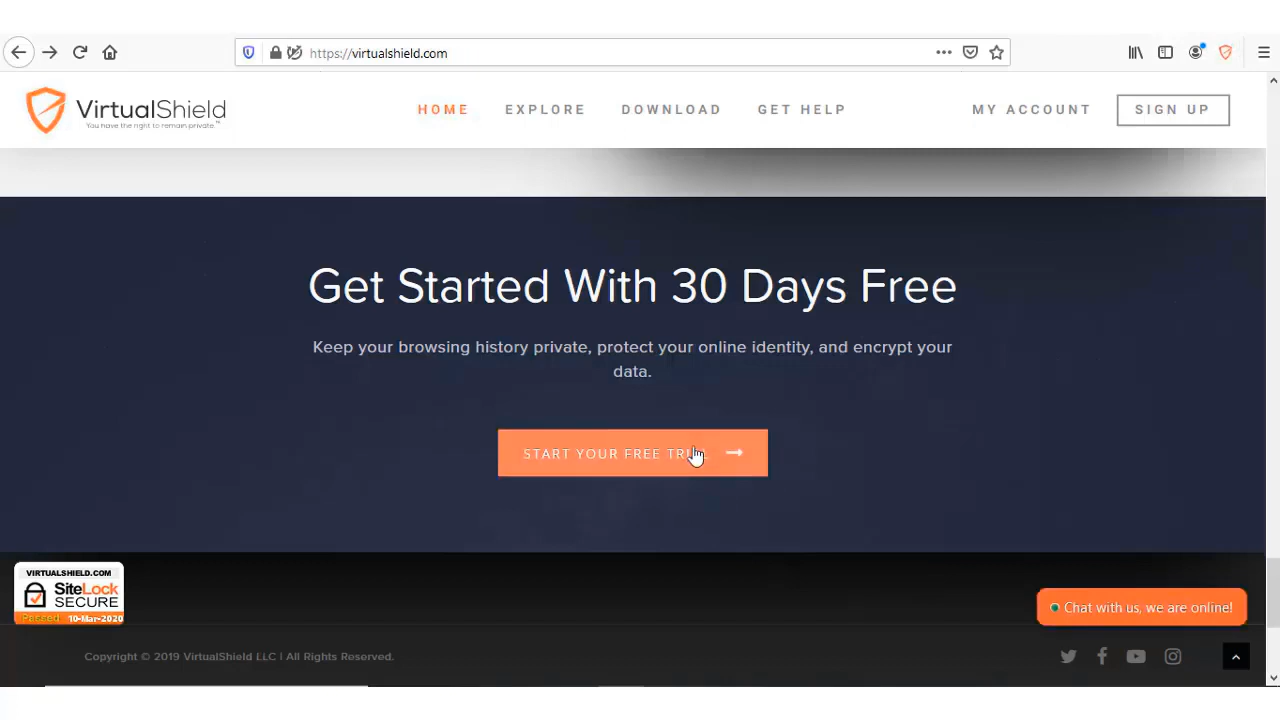 https://virtualshield.com
VirtualShield
You have the right to remain private.™
HOME EXPLORE DOWNLOAD GET HELP MY ACCOUNT SIGN UP
Get Started With 30 Days Free
Keep your browsing history private, protect your online identity, and encrypt your
data.
START YOUR FREE
VIRTUALSHIELD.COM
SiteLock
SECURE
Passed 10-Mar-2020
Chat with us, we are online!
Copyright © 2019 VirtualShield LLC | All Rights Reserved.